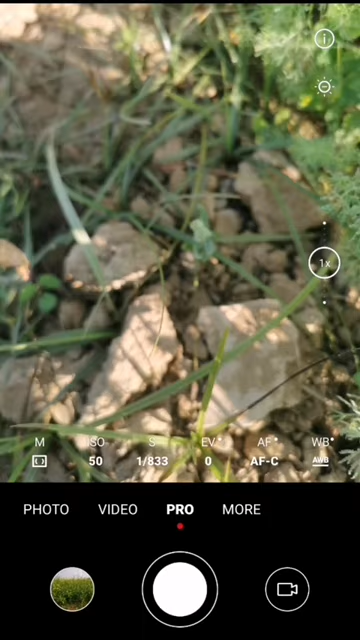 1x
M ISO S EV• AF• WB•
50 1/833 0 AF-C AWB
PHOTO VIDEO PRO MORE